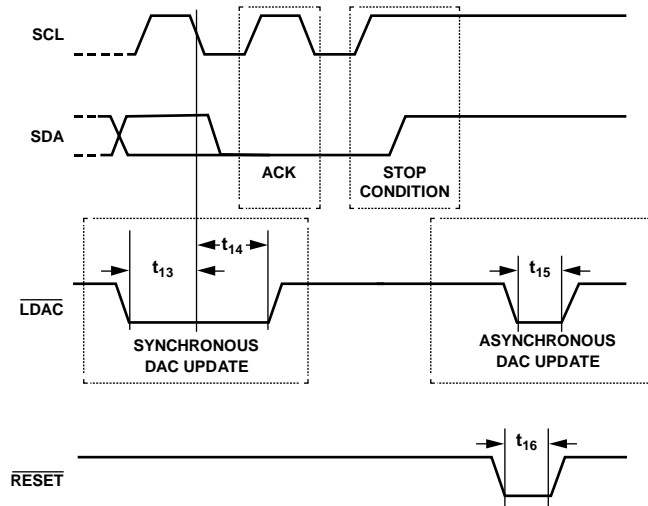 SCL
SDA
ACK
STOP
CONDITION
t14
t13
t15
LDAC
SYNCHRONOUS
DAC UPDATE
ASYNCHRONOUS
DAC UPDATE
t16
RESET